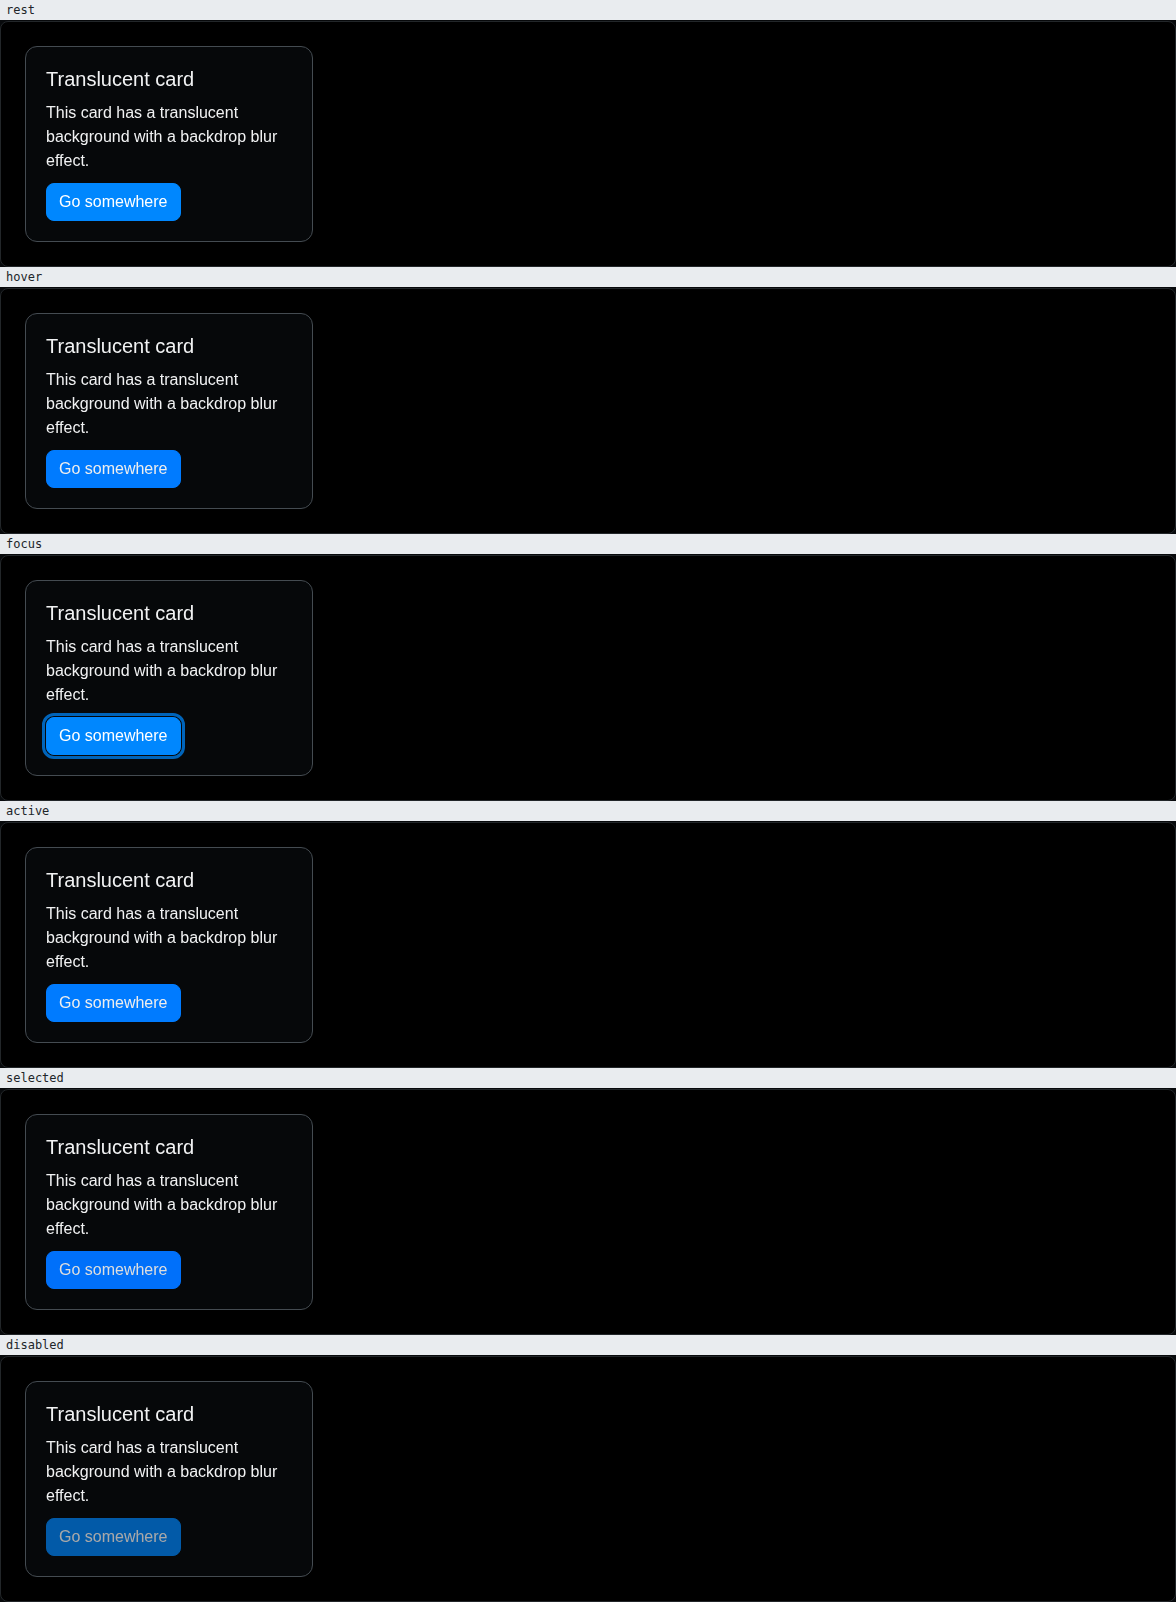 rest
Translucent card
This card has a translucent
background with a backdrop blur
effect.
Go somewhere
hover
Translucent card
This card has a translucent
background with a backdrop blur
effect.
Go somewhere
focus
Translucent card
This card has a translucent
background with a backdrop blur
effect.
Go somewhere
active
Translucent card
This card has a translucent
background with a backdrop blur
effect.
Go somewhere
selected
Translucent card
This card has a translucent
background with a backdrop blur
effect.
Go somewhere
disabled
Translucent card
This card has a translucent
background with a backdrop blur
effect.
Go somewhere